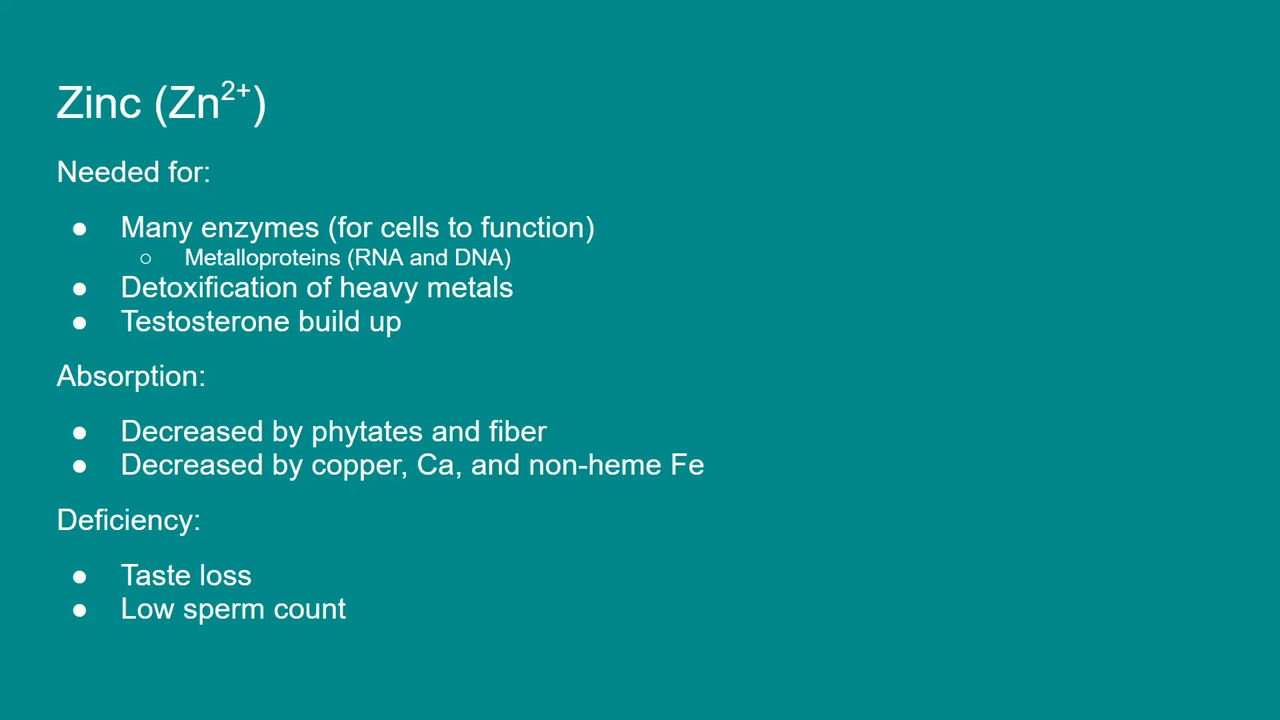 Zinc (Zn²⁺)
Needed for:
● Many enzymes (for cells to function)
○ Metalloproteins (RNA and DNA)
● Detoxification of heavy metals
● Testosterone build up
Absorption:
● Decreased by phytates and fiber
● Decreased by copper, Ca, and non-heme Fe
Deficiency:
● Taste loss
● Low sperm count